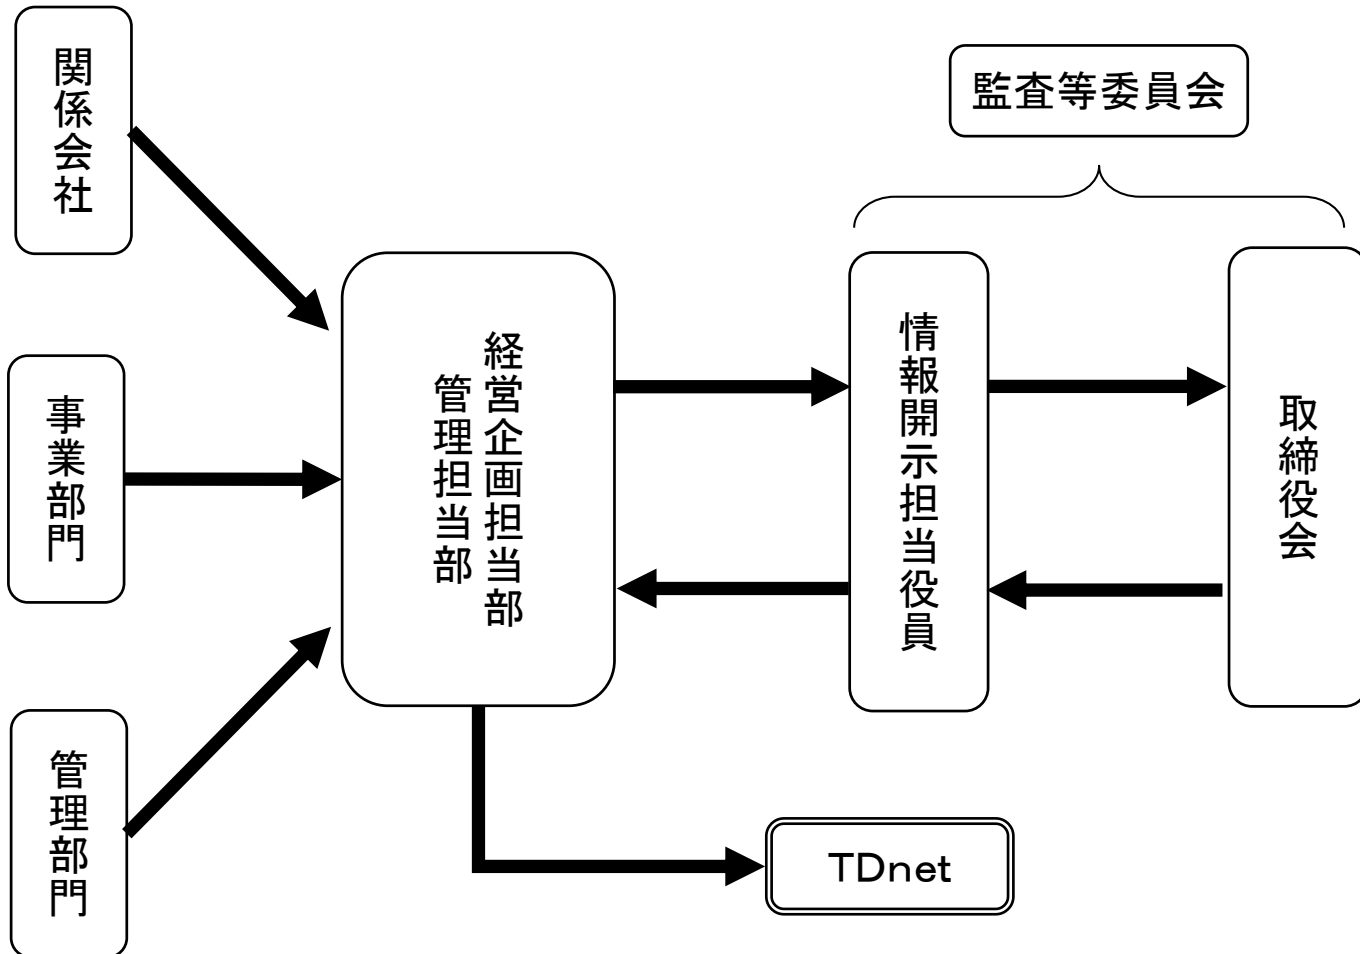 関係会社
監査等委員会
事業部門
経営企画担当部
管理担当部
情報開示担当役員
取締役会
管理部門
TDnet